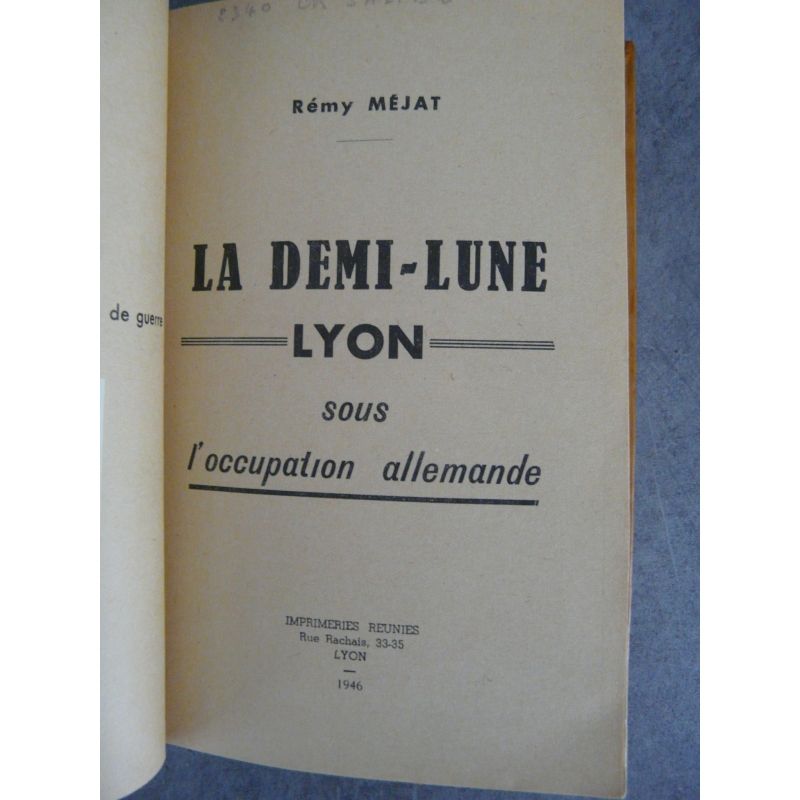 Rémy MÉJAT
LA DEMI-LUNE
LYON
sous
l'occupation allemande
de guerre
IMPRIMERIES REUNIES
Rue Rachais, 33-35
LYON
1946